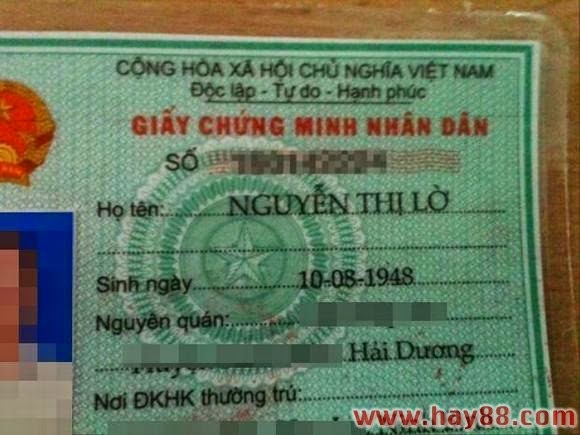 CỘNG HÒA XÃ HỘI CHỦ NGHĨA VIỆT NAM
Độc lập - Tự do - Hạnh phúc
GIẤY CHỨNG MINH NHÂN DÂN
SỐ
Họ tên: NGUYỄN THỊ LỜ
Sinh ngày 10-08-1948
Nguyên quán:
Hải Dương
Nơi ĐKHK thường trú:
www.hay88.com